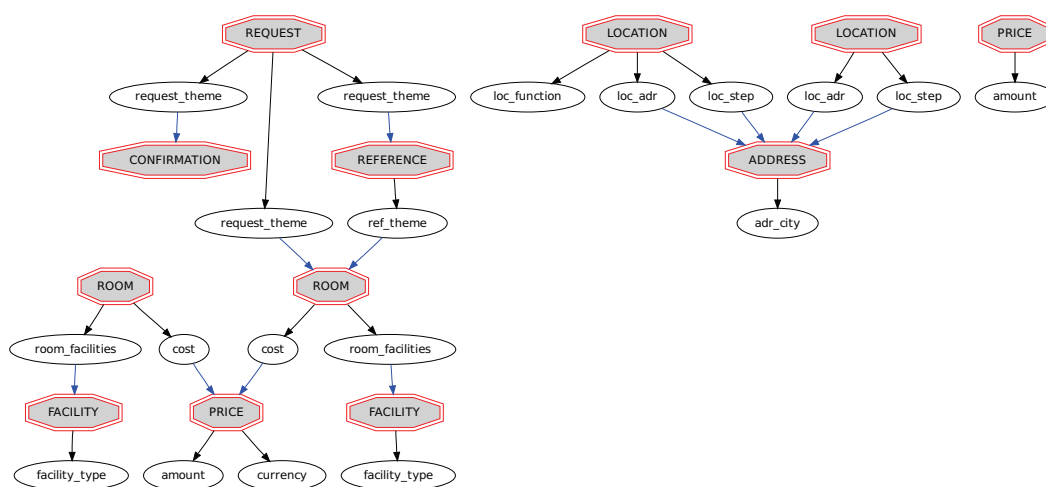 REQUEST LOCATION LOCATION PRICE
request_theme request_theme loc_function loc_adr loc_step loc_adr loc_step amount
CONFIRMATION REFERENCE ADDRESS
request_theme ref_theme adr_city
ROOM ROOM
room_facilities cost cost room_facilities
FACILITY PRICE FACILITY
facility_type amount currency facility_type